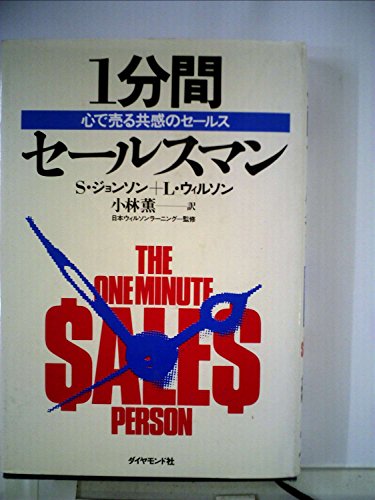 1分間
心で売る共感のセールス
セールスマン
S・ジョンソン+L・ウィルソン
小林薫──訳
日本ウィルソンラーニング─監修
THE
ONE MINUTE
$ALE$
PERSON
ダイヤモンド社